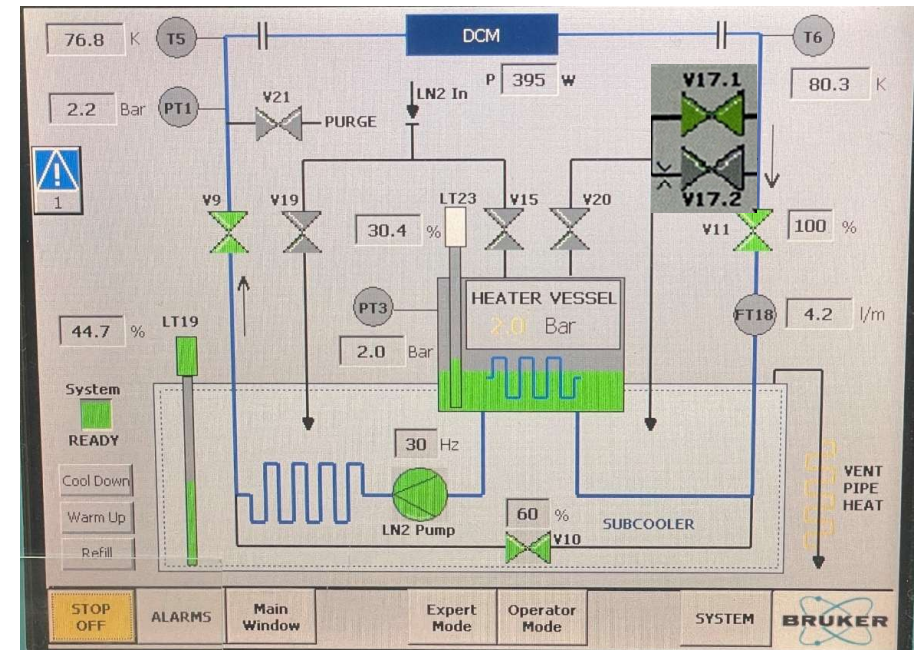 76.8 K T5
DCM
T6
P 395 W
80.3 K
2.2 Bar PT1
V21
PURGE
LN2 In
V17.1
V17.2
1
V9
V19
LT23
V15
V20
30.4 %
V11
100 %
PT3
HEATER VESSEL
2.0 Bar
FT18
4.2 l/m
44.7 %
LT19
2.0 Bar
System
READY
30 Hz
Cool Down
LN2 Pump
60 %
SUBCOOLER
V10
VENT
PIPE
HEAT
Warm Up
Refill
STOP
OFF
ALARMS
Main
Window
Expert
Mode
Operator
Mode
SYSTEM
BRUKER